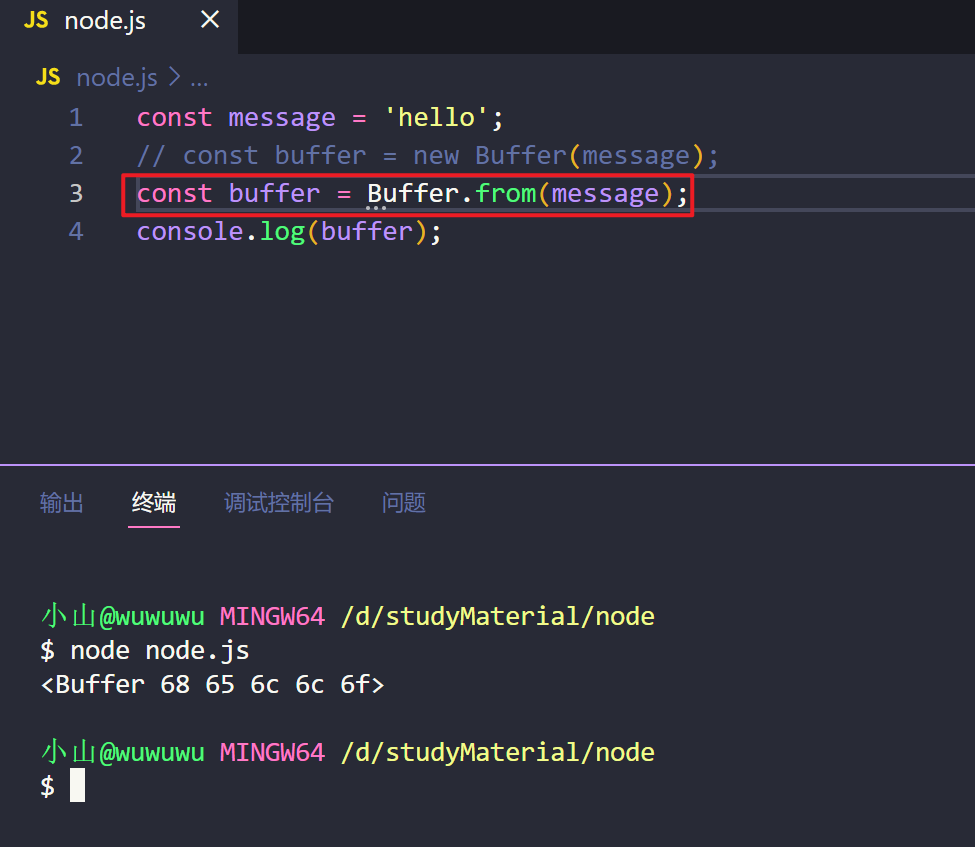 JS node.js ×
JS node.js > ...
1 const message = 'hello';
2 // const buffer = new Buffer(message);
3 const buffer = Buffer.from(message);
4 console.log(buffer);
输出 终端 调试控制台 问题
小山@wuwuwu MINGW64 /d/studyMaterial/node
$ node node.js
<Buffer 68 65 6c 6c 6f>
小山@wuwuwu MINGW64 /d/studyMaterial/node
$